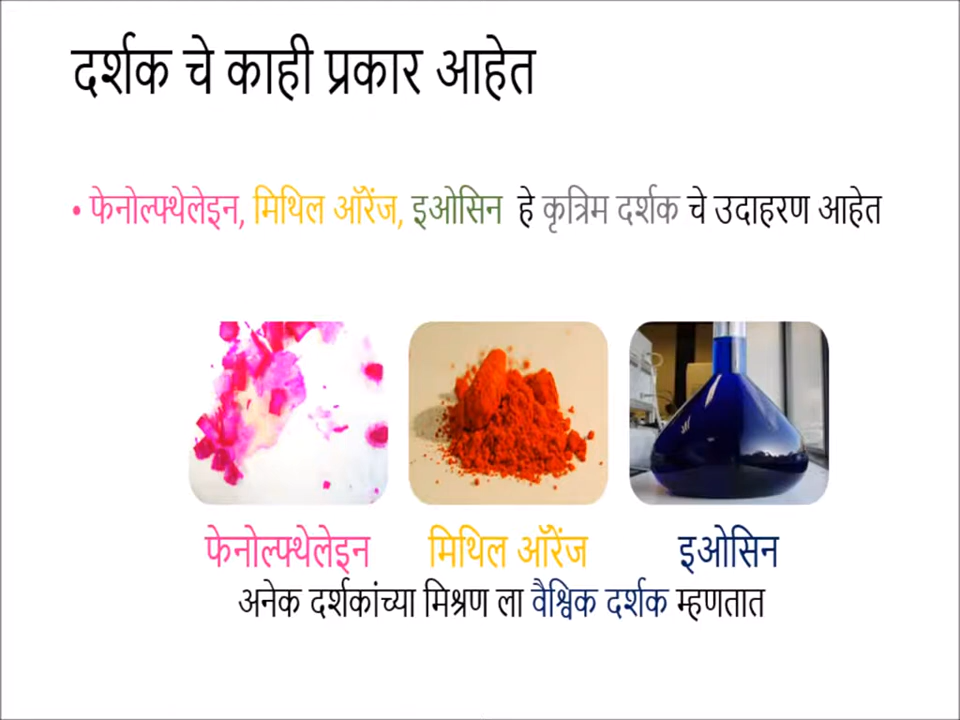 दर्शक चे काही प्रकार आहेत
• फेनोल्फ्थेलेइन, मिथिल ऑरेंज, इओसिन हे कृत्रिम दर्शक चे उदाहरण आहेत
फेनोल्फ्थेलेइन मिथिल ऑरेंज इओसिन
अनेक दर्शकांच्या मिश्रण ला वैश्विक दर्शक म्हणतात